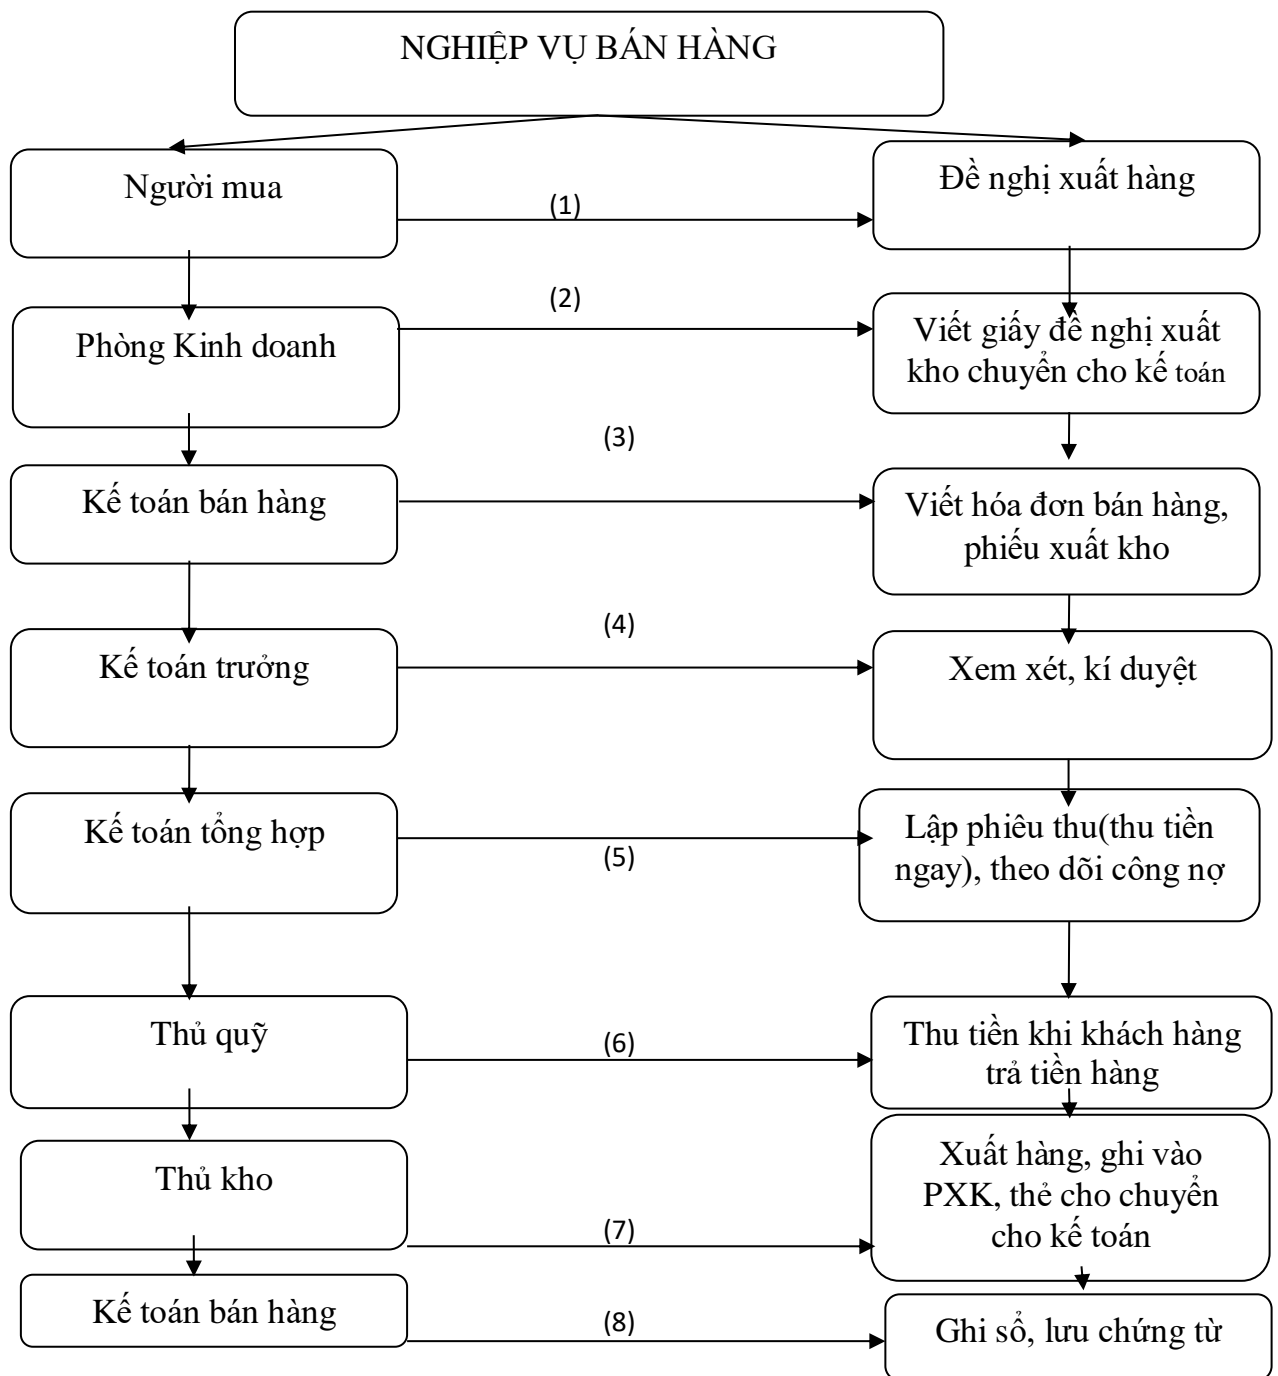 NGHIỆP VỤ BÁN HÀNG
Người mua
(1)
Đề nghị xuất hàng
Phòng Kinh doanh
(2)
Viết giấy đề nghị xuất
kho chuyển cho kế toán
Kế toán bán hàng
(3)
Viết hóa đơn bán hàng,
phiếu xuất kho
Kế toán trưởng
(4)
Xem xét, kí duyệt
Kế toán tổng hợp
(5)
Lập phiêu thu(thu tiền
ngay), theo dõi công nợ
Thủ quỹ
(6)
Thu tiền khi khách hàng
trả tiền hàng
Thủ kho
(7)
Xuất hàng, ghi vào
PXK, thẻ cho chuyển
cho kế toán
Kế toán bán hàng
(8)
Ghi sổ, lưu chứng từ